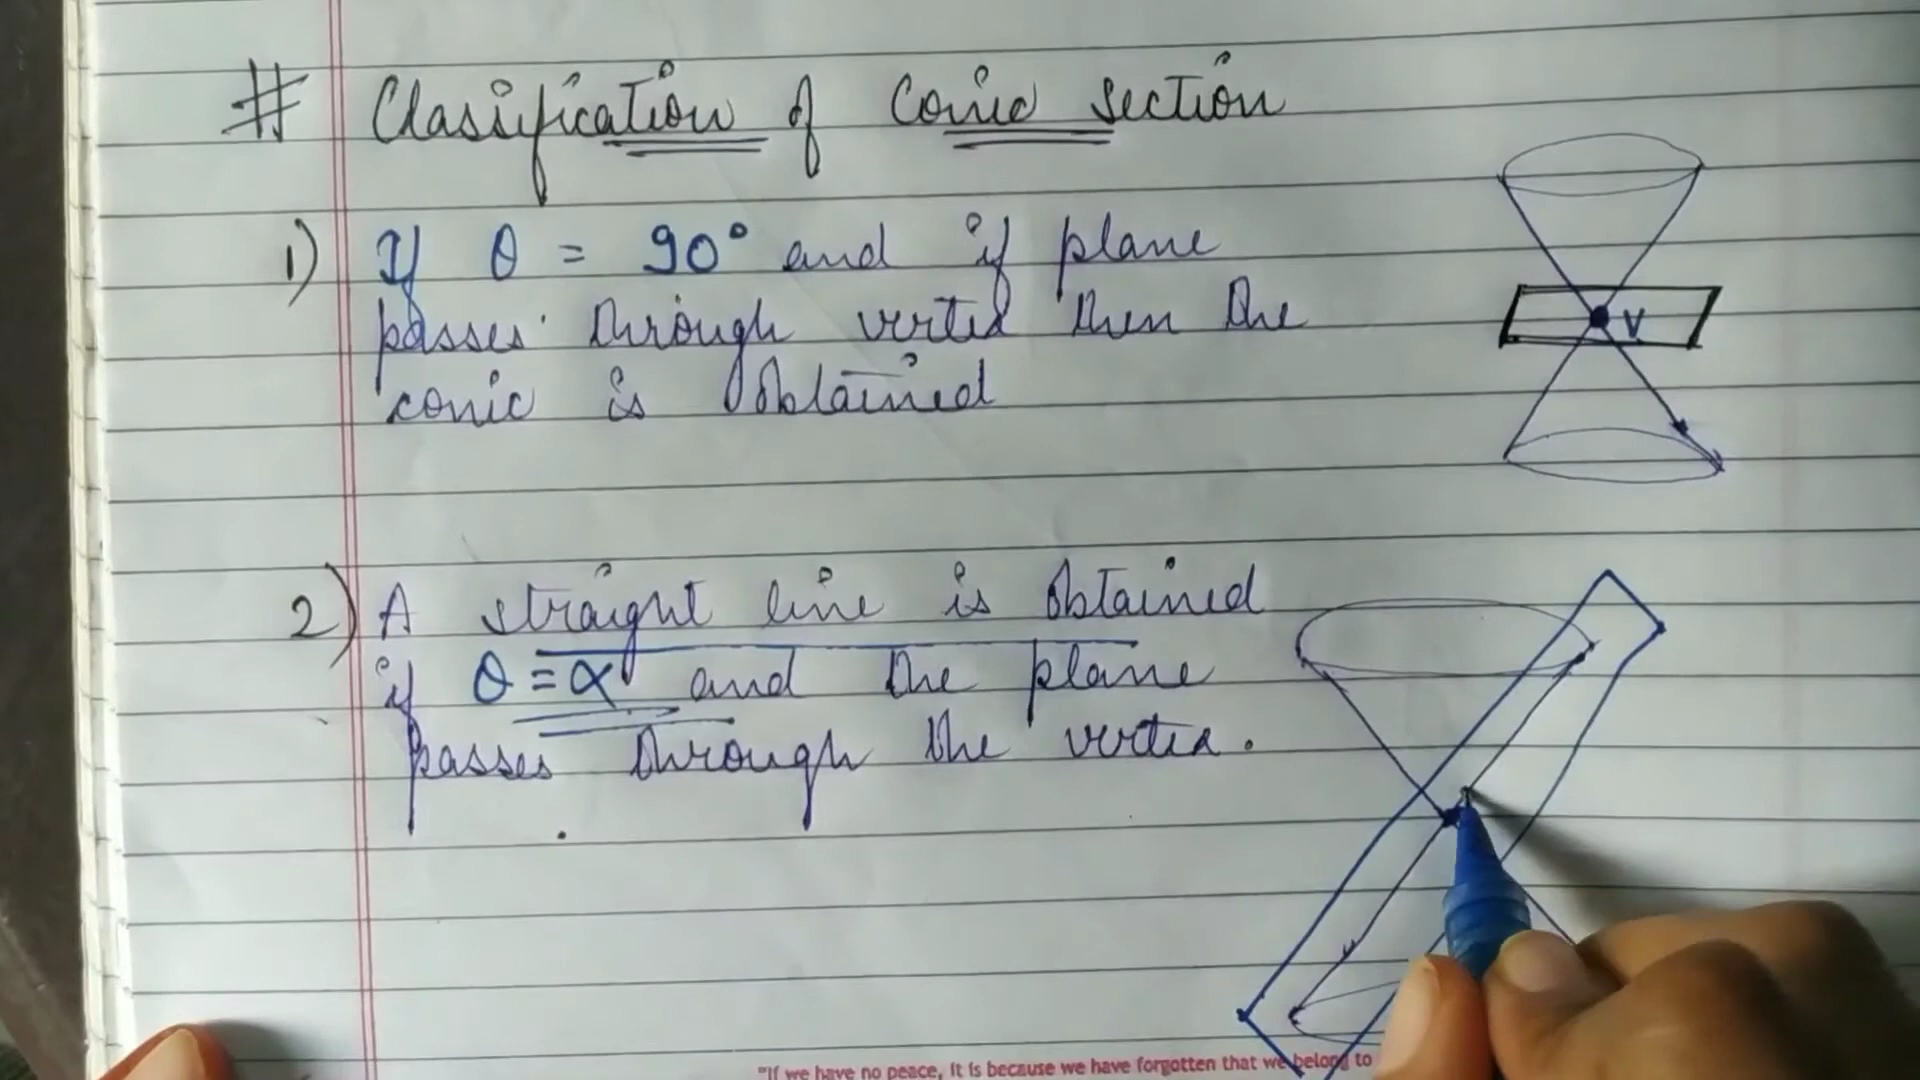 # Clasification of Conic section
1) If θ = 90° and if plane
passes through vertex then the
conic is Obtained
V
2) A straight line is obtained
if θ = α and the plane
passes through the vertex.
"If we have no peace, it is because we have forgotten that we belong to